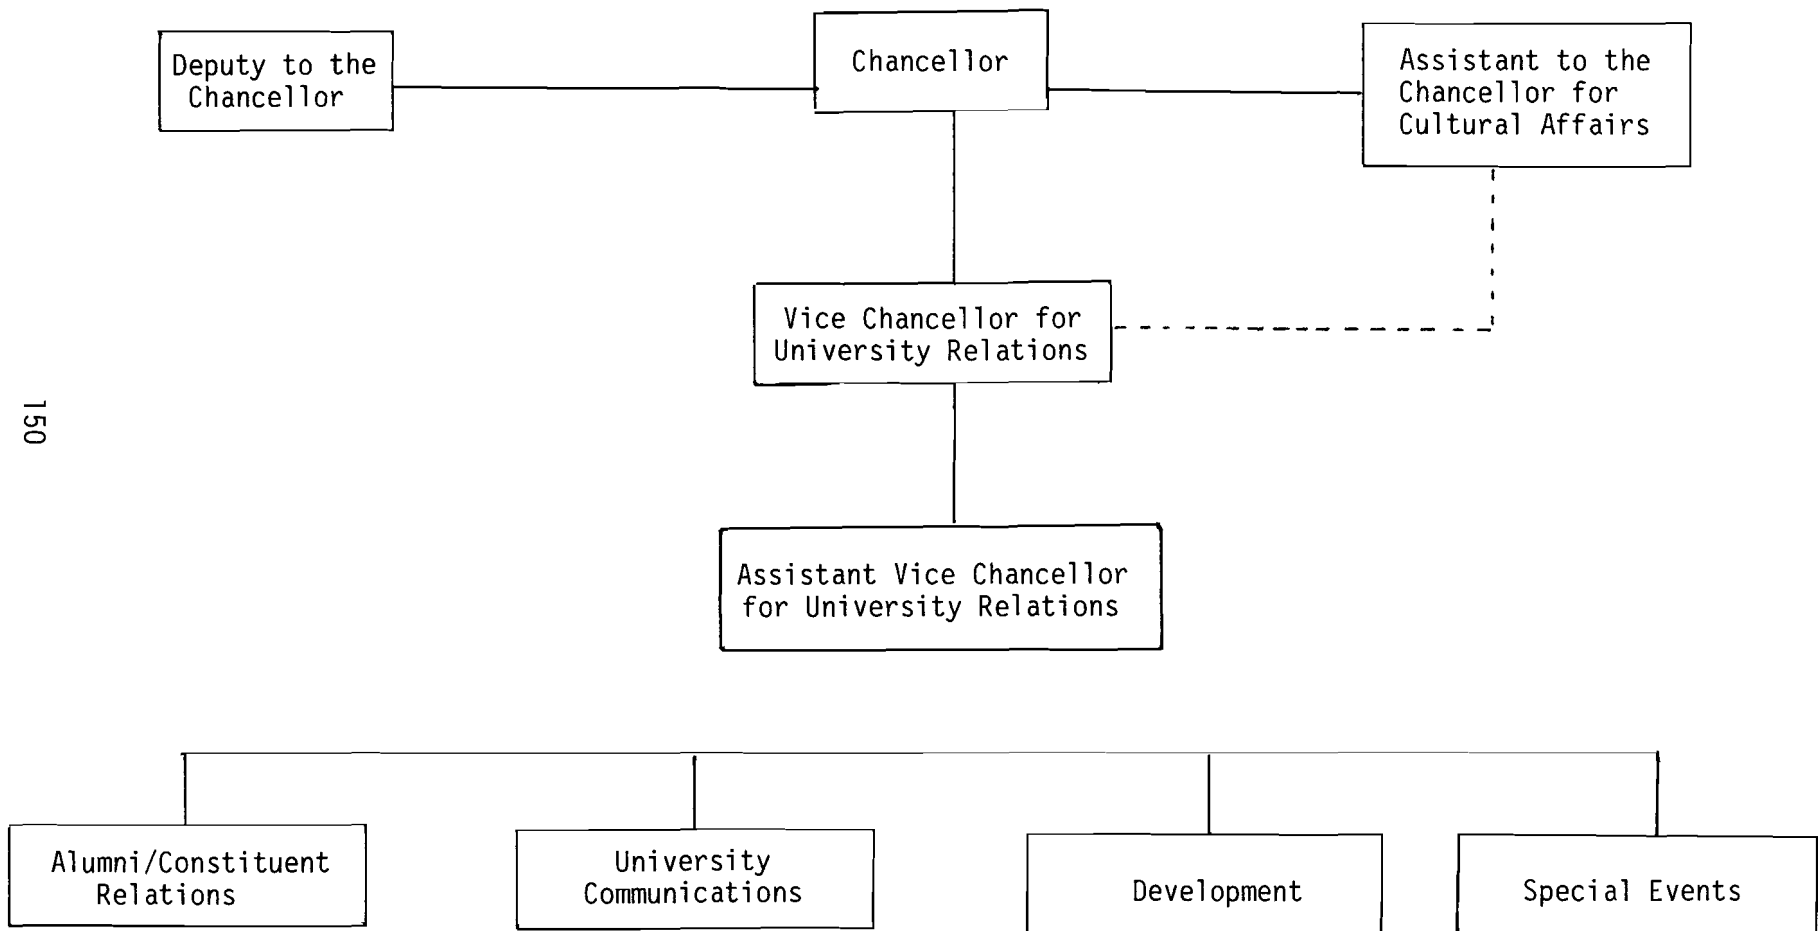 Deputy to the
Chancellor
Chancellor
Assistant to the
Chancellor for
Cultural Affairs
Vice Chancellor for
University Relations
150
Assistant Vice Chancellor
for University Relations
Alumni/Constituent
Relations
University
Communications
Development
Special Events